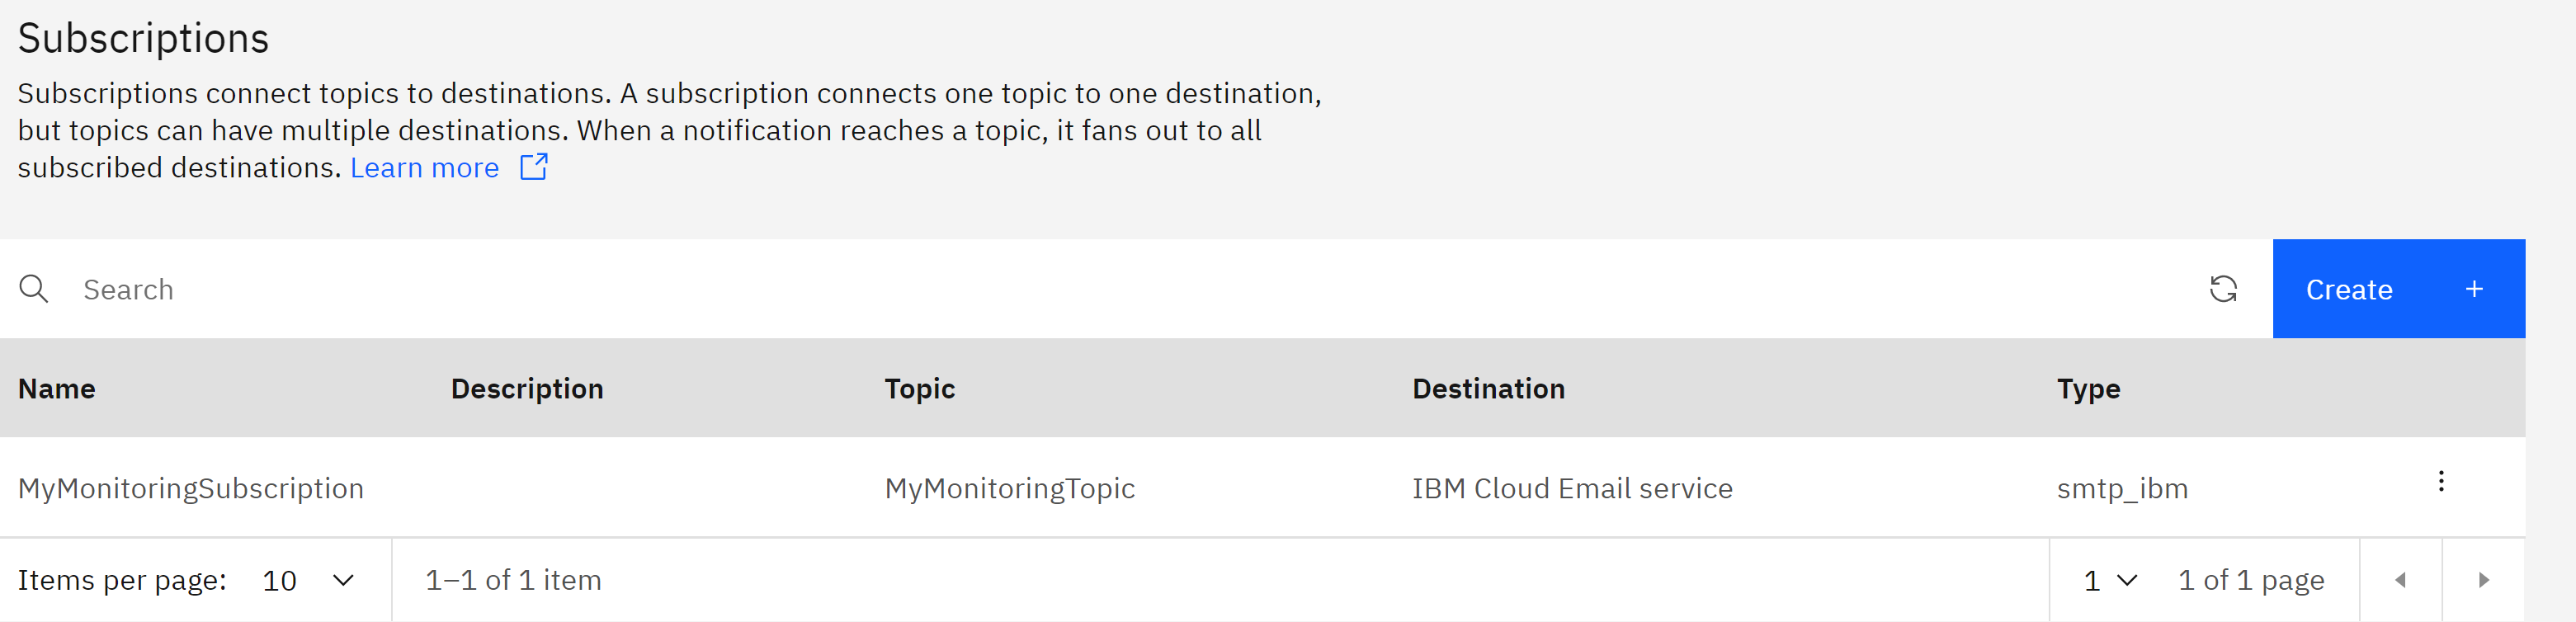 Subscriptions
Subscriptions connect topics to destinations. A subscription connects one topic to one destination,
but topics can have multiple destinations. When a notification reaches a topic, it fans out to all
subscribed destinations. Learn more
Search
Create +
Name Description Topic Destination Type
MyMonitoringSubscription MyMonitoringTopic IBM Cloud Email service smtp_ibm
Items per page: 10 1–1 of 1 item 1 1 of 1 page